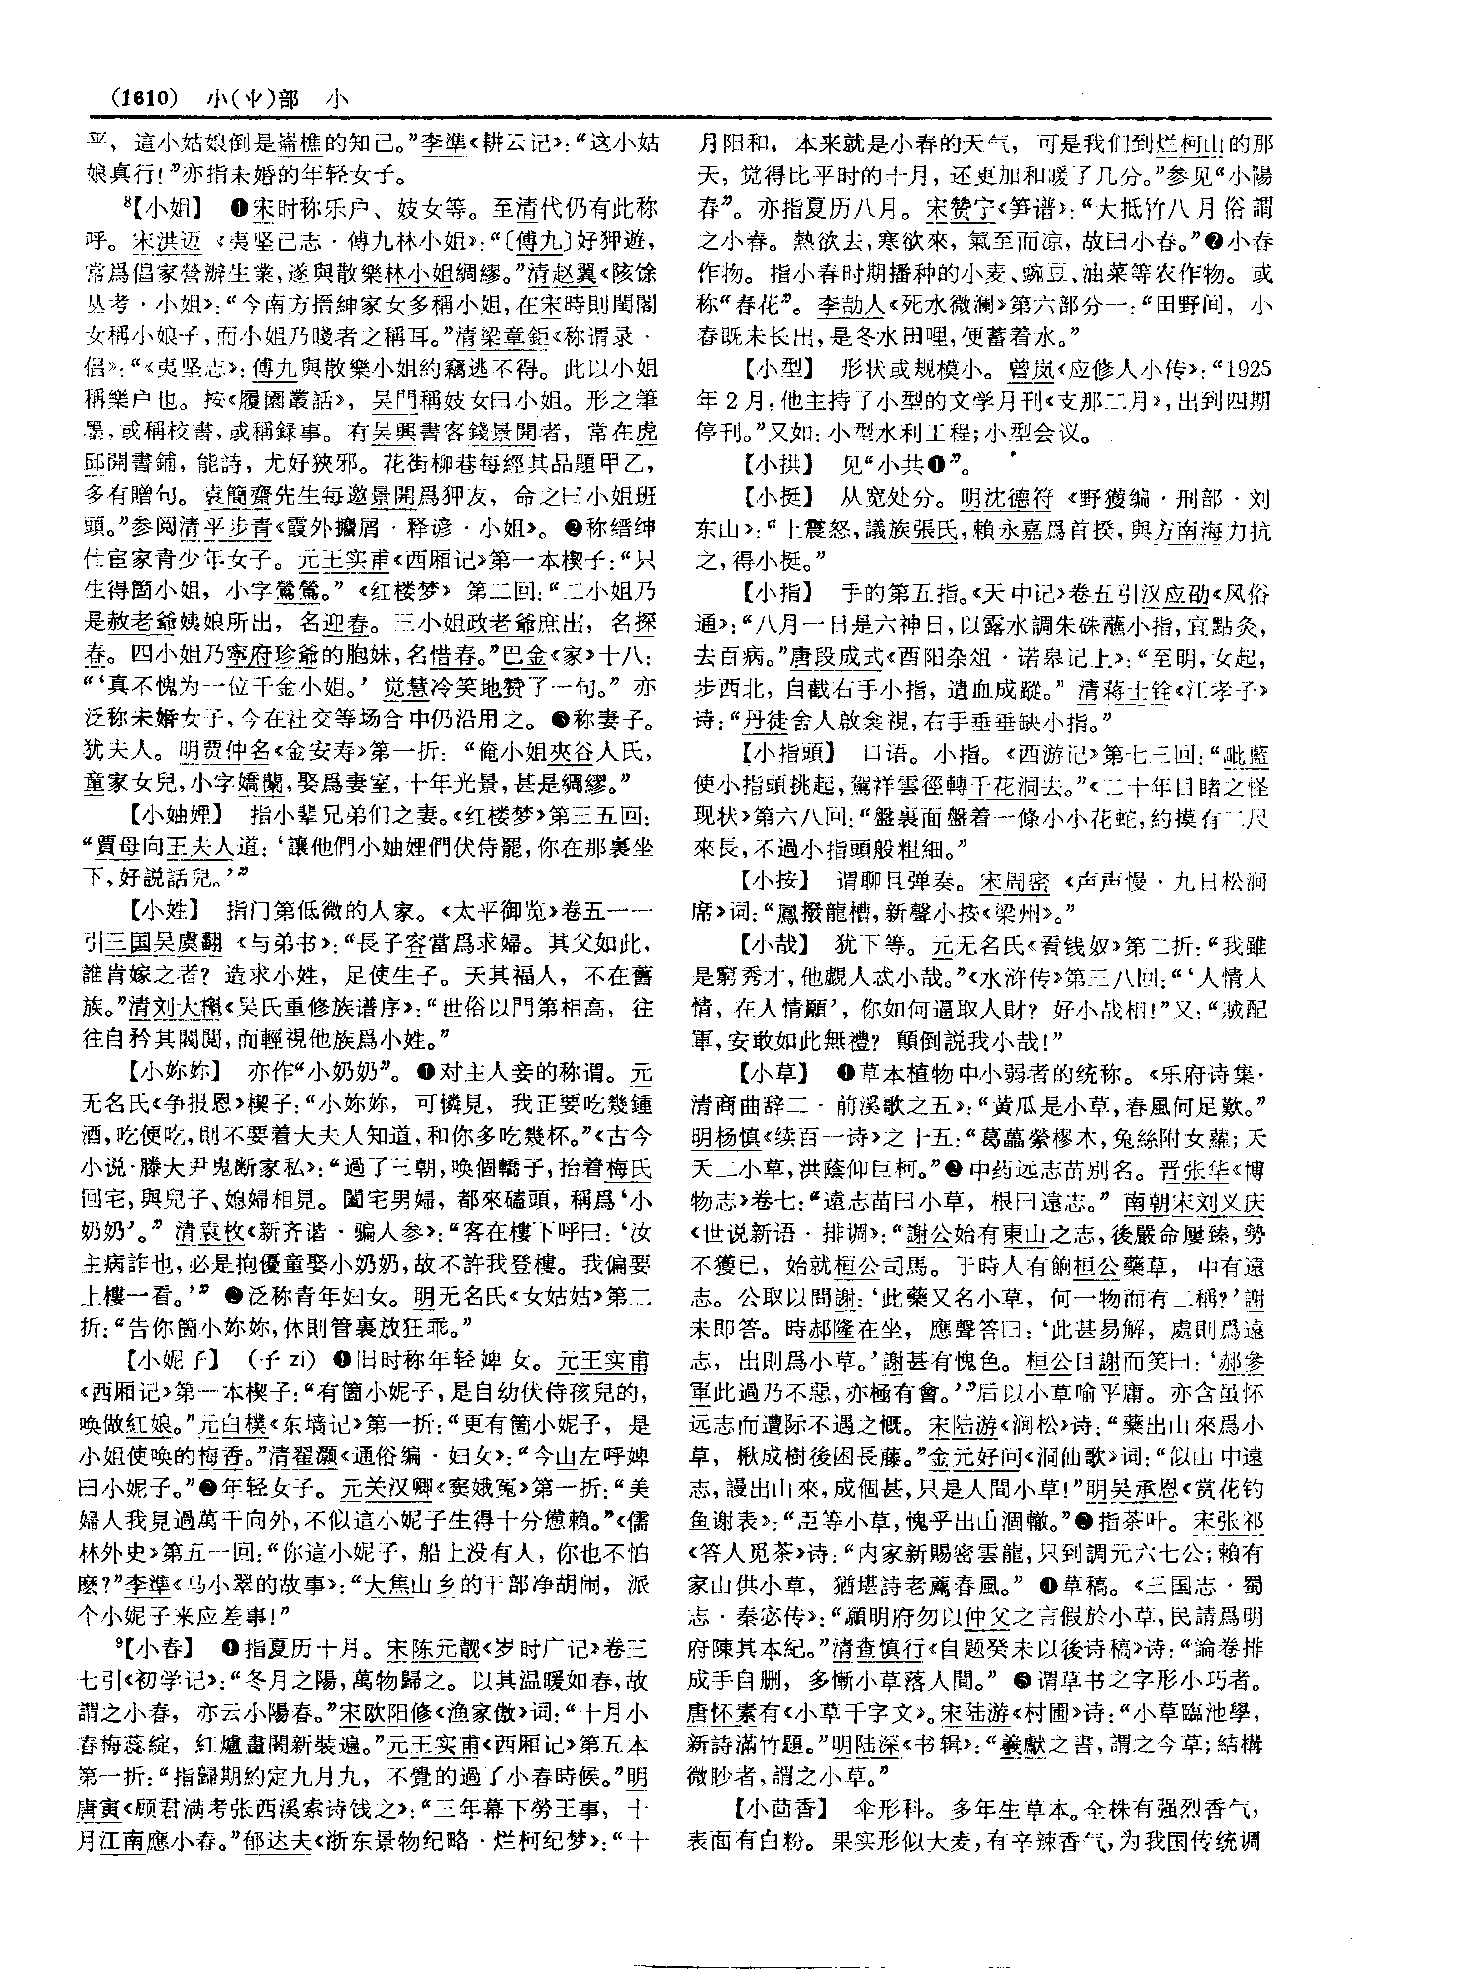 (1610) 小(⺌)部 小
平，這小姑娘倒是崙樵的知己。”李準《耕云记》：“这小姑
娘真行！”亦指未婚的年轻女子。
⁸【小姐】 ❶宋时称乐户、妓女等。至清代仍有此称
呼。宋洪迈《夷坚己志·傅九林小姐》：“〔傅九〕好狎遊，
常爲倡家營辦生業，遂與散樂林小姐綢繆。”清赵翼《陔馀
丛考·小姐》：“今南方搢紳家女多稱小姐，在宋時則閨閣
女稱小娘子，而小姐乃賤者之稱耳。”清梁章鉅《称谓录·
倡》：“《夷坚志》：傅九與散樂小姐約竊逃不得。此以小姐
稱樂户也。按《履園叢話》，吴門稱妓女曰小姐。形之筆
墨，或稱校書，或稱録事。有吴興書客錢景開者，常在虎
邱開書鋪，能詩，尤好狹邪。花街柳巷每經其品題甲乙，
多有贈句。袁簡齋先生每邀景開爲狎友，命之曰小姐班
頭。”参阅清平步青《霞外攟屑·释谚·小姐》。❷称缙绅
仕宦家青少年女子。元王实甫《西厢记》第一本楔子：“只
生得箇小姐，小字鶯鶯。”《红楼梦》第二回：“二小姐乃
是赦老爺姨娘所出，名迎春。三小姐政老爺庶出，名探
春。四小姐乃寧府珍爺的胞妹，名惜春。”巴金《家》十八：
“‘真不愧为一位千金小姐。’觉慧冷笑地赞了一句。”亦
泛称未婚女子，今在社交等场合中仍沿用之。❸称妻子。
犹夫人。明贾仲名《金安寿》第一折：“俺小姐夾谷人氏，
童家女兒，小字嬌蘭，娶爲妻室，十年光景，甚是綢繆。”
【小妯娌】 指小辈兄弟们之妻。《红楼梦》第三五回：
“賈母向王夫人道：‘讓他們小妯娌們伏侍罷，你在那裏坐
下，好説話兒。’”
【小姓】 指门第低微的人家。《太平御览》卷五一一
引三国吴虞翻《与弟书》：“長子容當爲求婦。其父如此，
誰肯嫁之者？造求小姓，足使生子。天其福人，不在舊
族。”清刘大櫆《吴氏重修族谱序》：“世俗以門第相高，往
往自矜其閥閲，而輕視他族爲小姓。”
【小妳妳】 亦作“小奶奶”。❶对主人妾的称谓。元
无名氏《争报恩》楔子：“小妳妳，可憐見，我正要吃幾鍾
酒，吃便吃，則不要着大夫人知道，和你多吃幾杯。”《古今
小说·滕大尹鬼断家私》：“過了三朝，唤個轎子，抬着梅氏
回宅，與兒子、媳婦相見。闔宅男婦，都來磕頭，稱爲‘小
奶奶’。”清袁枚《新齐谐·骗人参》：“客在樓下呼曰：‘汝
主病詐也，必是抱優童娶小奶奶，故不許我登樓。我偏要
上樓一看。’”❷泛称青年妇女。明无名氏《女姑姑》第二
折：“告你箇小妳妳，休則管裏放狂乖。”
【小妮子】 （子 zi）❶旧时称年轻婢女。元王实甫
《西厢记》第一本楔子：“有箇小妮子，是自幼伏侍孩兒的，
唤做紅娘。”元白樸《东墙记》第一折：“更有箇小妮子，是
小姐使唤的梅香。”清翟灏《通俗编·妇女》：“今山左呼婢
曰小妮子。”❷年轻女子。元关汉卿《窦娥冤》第一折：“美
婦人我見過萬千向外，不似這小妮子生得十分憊賴。”《儒
林外史》第五一回：“你這小妮子，船上没有人，你也不怕
麽？”李準《马小翠的故事》：“大焦山乡的干部净胡闹，派
个小妮子来应差事！”
⁹【小春】 ❶指夏历十月。宋陈元靓《岁时广记》卷三
七引《初学记》：“冬月之陽，萬物歸之。以其温暖如春，故
謂之小春，亦云小陽春。”宋欧阳修《渔家傲》词：“十月小
春梅蕊綻，紅爐畫閣新裝遍。”元王实甫《西厢记》第五本
第一折：“指歸期約定九月九，不覺的過了小春時候。”明
唐寅《顾君满考张西溪索诗饯之》：“三年幕下勞王事，十
月江南應小春。”郁达夫《浙东景物纪略·烂柯纪梦》：“十
月阳和，本来就是小春的天气，可是我们到烂柯山的那
天，觉得比平时的十月，还更加和暖了几分。”参见“小陽
春”。亦指夏历八月。宋赞宁《笋谱》：“大抵竹八月俗謂
之小春。熱欲去，寒欲來，氣至而凉，故曰小春。”❷小春
作物。指小春时期播种的小麦、豌豆、油菜等农作物。或
称“春花”。李劼人《死水微澜》第六部分一：“田野间，小
春既未长出，是冬水田哩，便蓄着水。”
【小型】 形状或规模小。曾岚《应修人小传》：“1925
年2月，他主持了小型的文学月刊《支那二月》，出到四期
停刊。”又如：小型水利工程；小型会议。
【小拱】 见“小共❶”。
【小挺】 从宽处分。明沈德符《野獲编·刑部·刘
东山》：“上震怒，議族張氏，賴永嘉爲首揆，與方南海力抗
之，得小挺。”
【小指】 手的第五指。《天中记》卷五引汉应劭《风俗
通》：“八月一日是六神日，以露水調朱硃蘸小指，宜點灸，
去百病。”唐段成式《酉阳杂俎·诺皋记上》：“至明，女起，
步西北，自截右手小指，遺血成蹤。”清蒋士铨《汪孝子》
诗：“丹徒舍人啟衾視，右手垂垂缺小指。”
【小指頭】 口语。小指。《西游记》第七三回：“毗藍
使小指頭挑起，駕祥雲徑轉千花洞去。”《二十年目睹之怪
现状》第六八回：“盤裏面盤着一條小小花蛇，約摸有二尺
來長，不過小指頭般粗細。”
【小按】 谓聊且弹奏。宋周密《声声慢·九日松涧
席》词：“鳳撥龍槽，新聲小按《梁州》。”
【小哉】 犹下等。元无名氏《看钱奴》第二折：“我雖
是窮秀才，他覷人忒小哉。”《水浒传》第三八回：“‘人情人
情，在人情願’，你如何逼取人財？好小哉相！”又：“贼配
軍，安敢如此無禮？顛倒説我小哉！”
【小草】 ❶草本植物中小弱者的统称。《乐府诗集·
清商曲辞二·前溪歌之五》：“黄瓜是小草，春風何足歎。”
明杨慎《续百一诗》之十五：“葛藟縈樛木，兔絲附女蘿；夭
夭二小草，洪蔭仰巨柯。”❷中药远志苗别名。晋张华《博
物志》卷七：“遠志苗曰小草，根曰遠志。”南朝宋刘义庆
《世说新语·排调》：“謝公始有東山之志，後嚴命屢臻，勢
不獲已，始就桓公司馬。于時人有餉桓公藥草，中有遠
志。公取以問謝：‘此藥又名小草，何一物而有二稱？’謝
未即答。時郝隆在坐，應聲答曰：‘此甚易解，處則爲遠
志，出則爲小草。’謝甚有愧色。桓公目謝而笑曰：‘郝參
軍此過乃不惡，亦極有會。’”后以小草喻平庸。亦含虽怀
远志而遭际不遇之慨。宋陆游《涧松》诗：“藥出山來爲小
草，楸成樹後困長藤。”金元好问《洞仙歌》词：“似山中遠
志，謾出山來，成個甚，只是人間小草！”明吴承恩《赏花钓
鱼谢表》：“臣等小草，愧乎出山涸轍。”❸指茶叶。宋张祁
《答人觅茶》诗：“内家新賜密雲龍，只到調元六七公；賴有
家山供小草，猶堪詩老薦春風。”❹草稿。《三国志·蜀
志·秦宓传》：“願明府勿以仲父之言假於小草，民請爲明
府陳其本紀。”清查慎行《自题癸未以後诗稿》诗：“論卷排
成手自删，多慚小草落人間。”❺谓草书之字形小巧者。
唐怀素有《小草千字文》。宋陆游《村圃》诗：“小草臨池學，
新詩滿竹題。”明陆深《书辑》：“羲獻之書，謂之今草；結構
微眇者，謂之小草。”
【小茴香】 伞形科。多年生草本。全株有强烈香气，
表面有白粉。果实形似大麦，有辛辣香气，为我国传统调